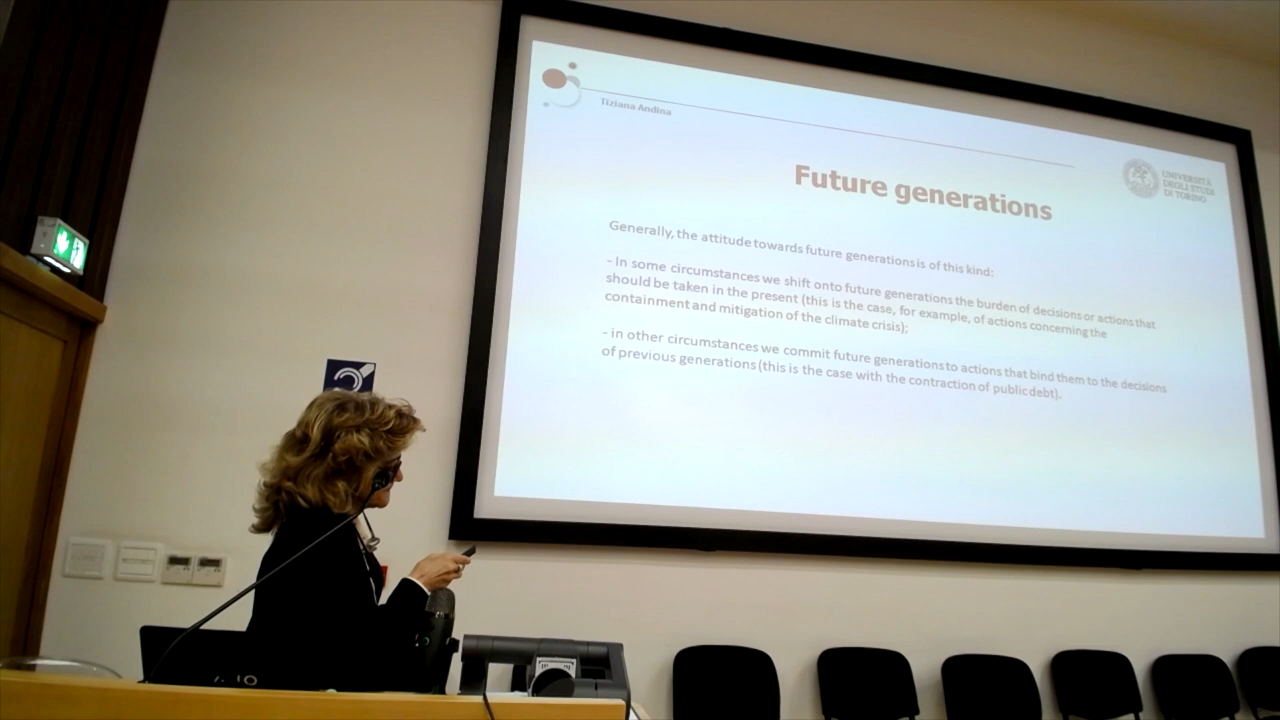 Tiziana Andina
UNIVERSITÀ
DEGLI STUDI
DI TORINO
Future generations
Generally, the attitude towards future generations is of this kind:
- In some circumstances we shift onto future generations the burden of decisions or actions that
should be taken in the present (this is the case, for example, of actions concerning the
containment and mitigation of the climate crisis);
- in other circumstances we commit future generations to actions that bind them to the decisions
of previous generations (this is the case with the contraction of public debt).